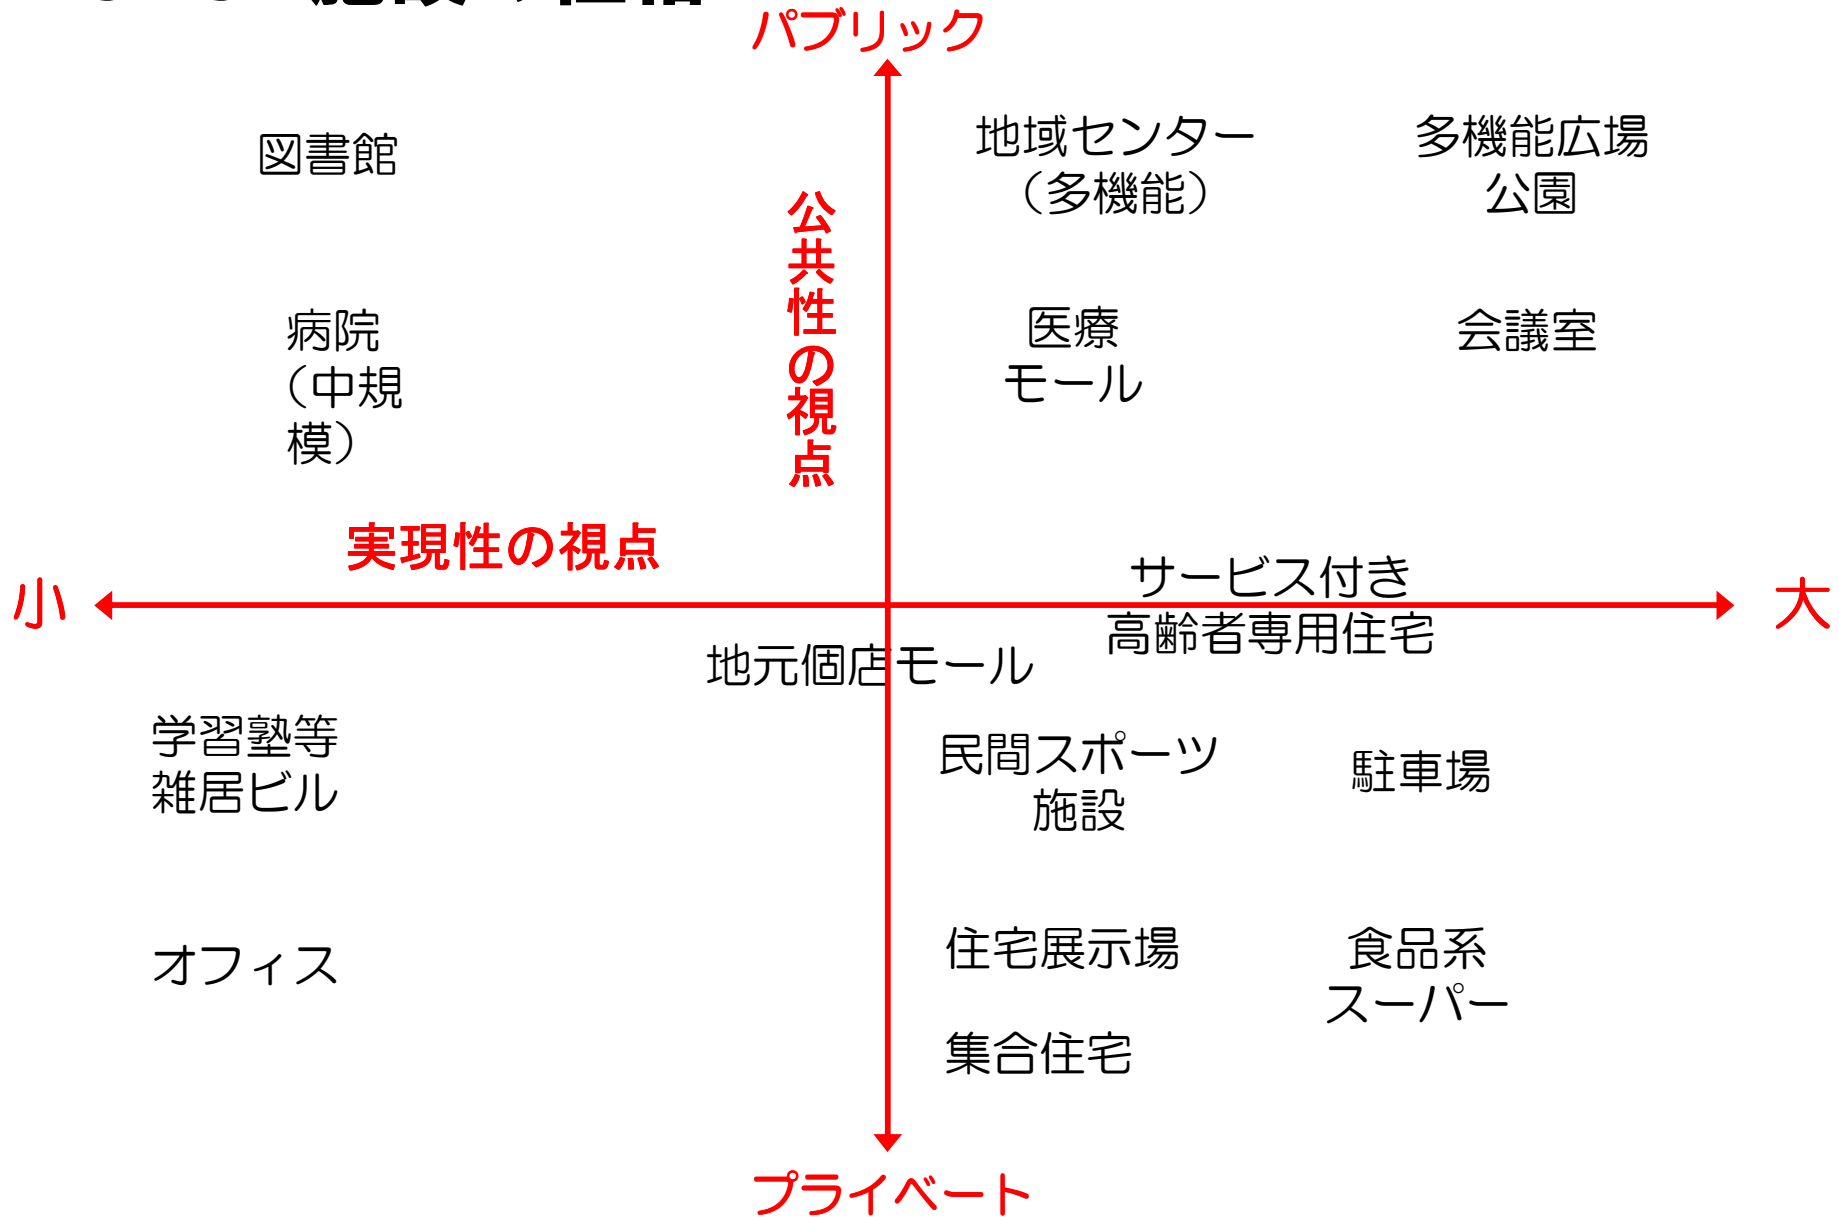 パブリック
図書館
地域センター
（多機能）
多機能広場
公園
公共性の視点
病院
（中規
模）
医療
モール
会議室
実現性の視点
小
大
サービス付き
高齢者専用住宅
地元個店モール
学習塾等
雑居ビル
民間スポーツ
施設
駐車場
オフィス
住宅展示場
食品系
スーパー
集合住宅
プライベート